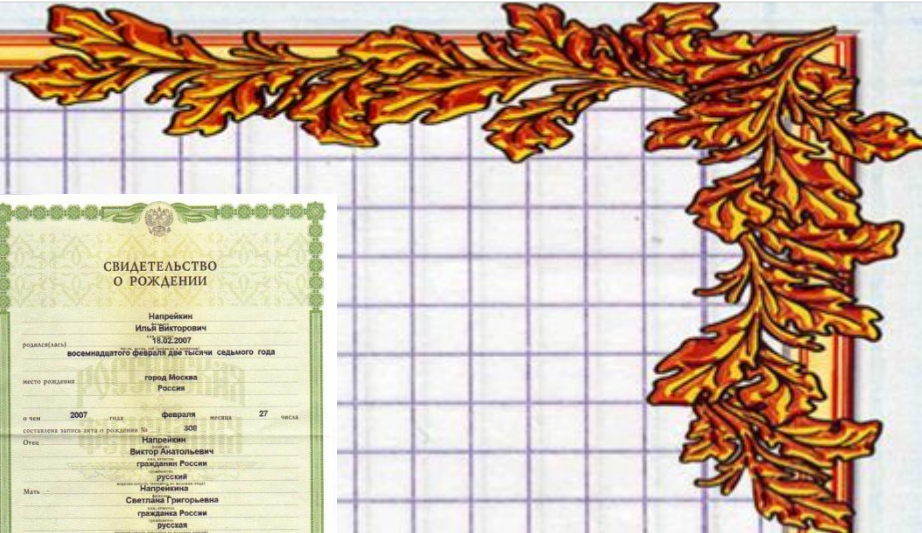 СВИДЕТЕЛЬСТВО
О РОЖДЕНИИ
Напрейкин
Илья Викторович
родился(лась) 18.02.2007
восемнадцатого февраля две тысячи седьмого года
место рождения город Москва
Россия
о чем 2007 года февраля месяца 27 числа
составлена запись акта о рождении № 308
Отец Напрейкин
Виктор Анатольевич
гражданин России
русский
Мать Напрейкина
Светлана Григорьевна
гражданка России
русская